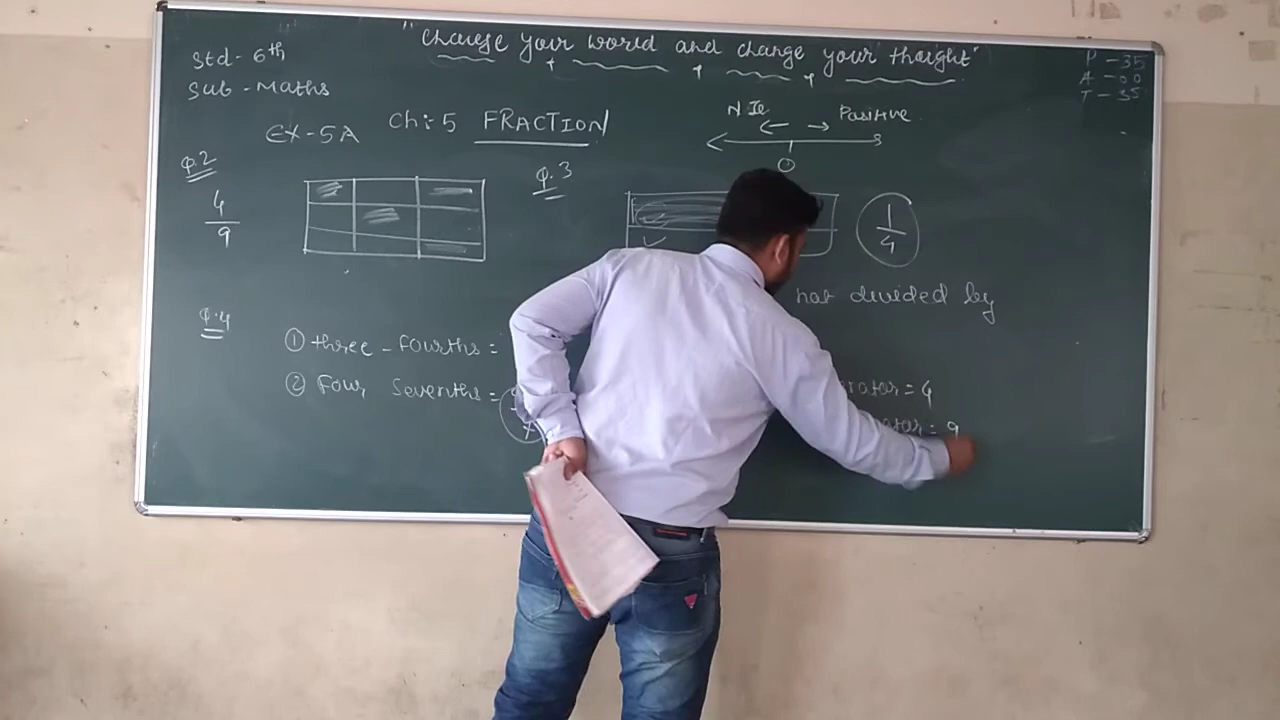 "Change your world and change your thought"
Std - 6th
Sub - Maths
P - 35
A - 00
T - 35
EX - 5A
Ch: 5 FRACTION
Positive
0
Q.2
4
9
Q.3
1
4
not divided by
Q.4
① three - fourths =
② Four Sevenths =
rator = 4
ator = 9